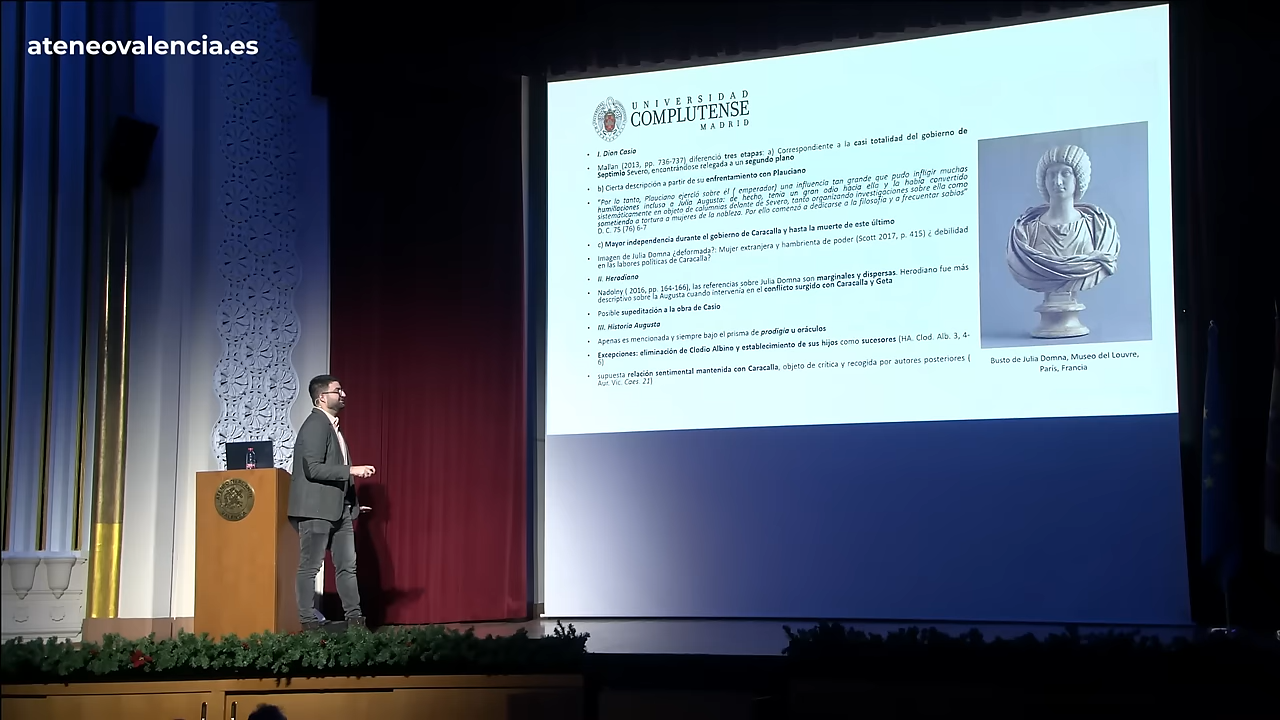 ateneovalencia.es
UNIVERSIDAD
COMPLUTENSE
MADRID
• I. Dion Casio
• Mallan (2013, pp. 736-737) diferenció tres etapas: a) Correspondiente a la casi totalidad del gobierno de
Septimio Severo, encontrándose relegada a un segundo plano
• b) Cierta descripción a partir de su enfrentamiento con Plauciano
• "Por lo tanto, Plauciano ejerció sobre él ( emperador) una influencia tan grande que pudo infligir muchas
humillaciones incluso a Julia Augusta: de hecho, tenía un gran odio hacia ella y la había convertido
sistemáticamente en objeto de calumnias delante de Severo, tanto organizando investigaciones sobre ella como
sometiendo a tortura a mujeres de la nobleza. Por ello comenzó a dedicarse a la filosofía y a frecuentar sabios"
D. C. 75 [76] 6-7
• c) Mayor independencia durante el gobierno de Caracalla y hasta la muerte de este último
• Imagen de Julia Domna ¿deformada?: Mujer extranjera y hambrienta de poder (Scott 2017, p. 415) ¿ debilidad
en las labores políticas de Caracalla?
• II. Herodiano
• Nadolny ( 2016, pp. 164-166), las referencias sobre Julia Domna son marginales y dispersas. Herodiano fue más
descriptivo sobre la Augusta cuando intervenía en el conflicto surgido con Caracalla y Geta
• Posible supeditación a la obra de Casio
• III. Historia Augusta
• Apenas es mencionada y siempre bajo el prisma de prodigia u oráculos
• Excepciones: eliminación de Clodio Albino y establecimiento de sus hijos como sucesores (HA. Clod. Alb. 3, 4-
6)
• supuesta relación sentimental mantenida con Caracalla, objeto de crítica y recogida por autores posteriores (
Aur. Vic. Caes. 21)
Busto de Julia Domna, Museo del Louvre,
Paris, Francia